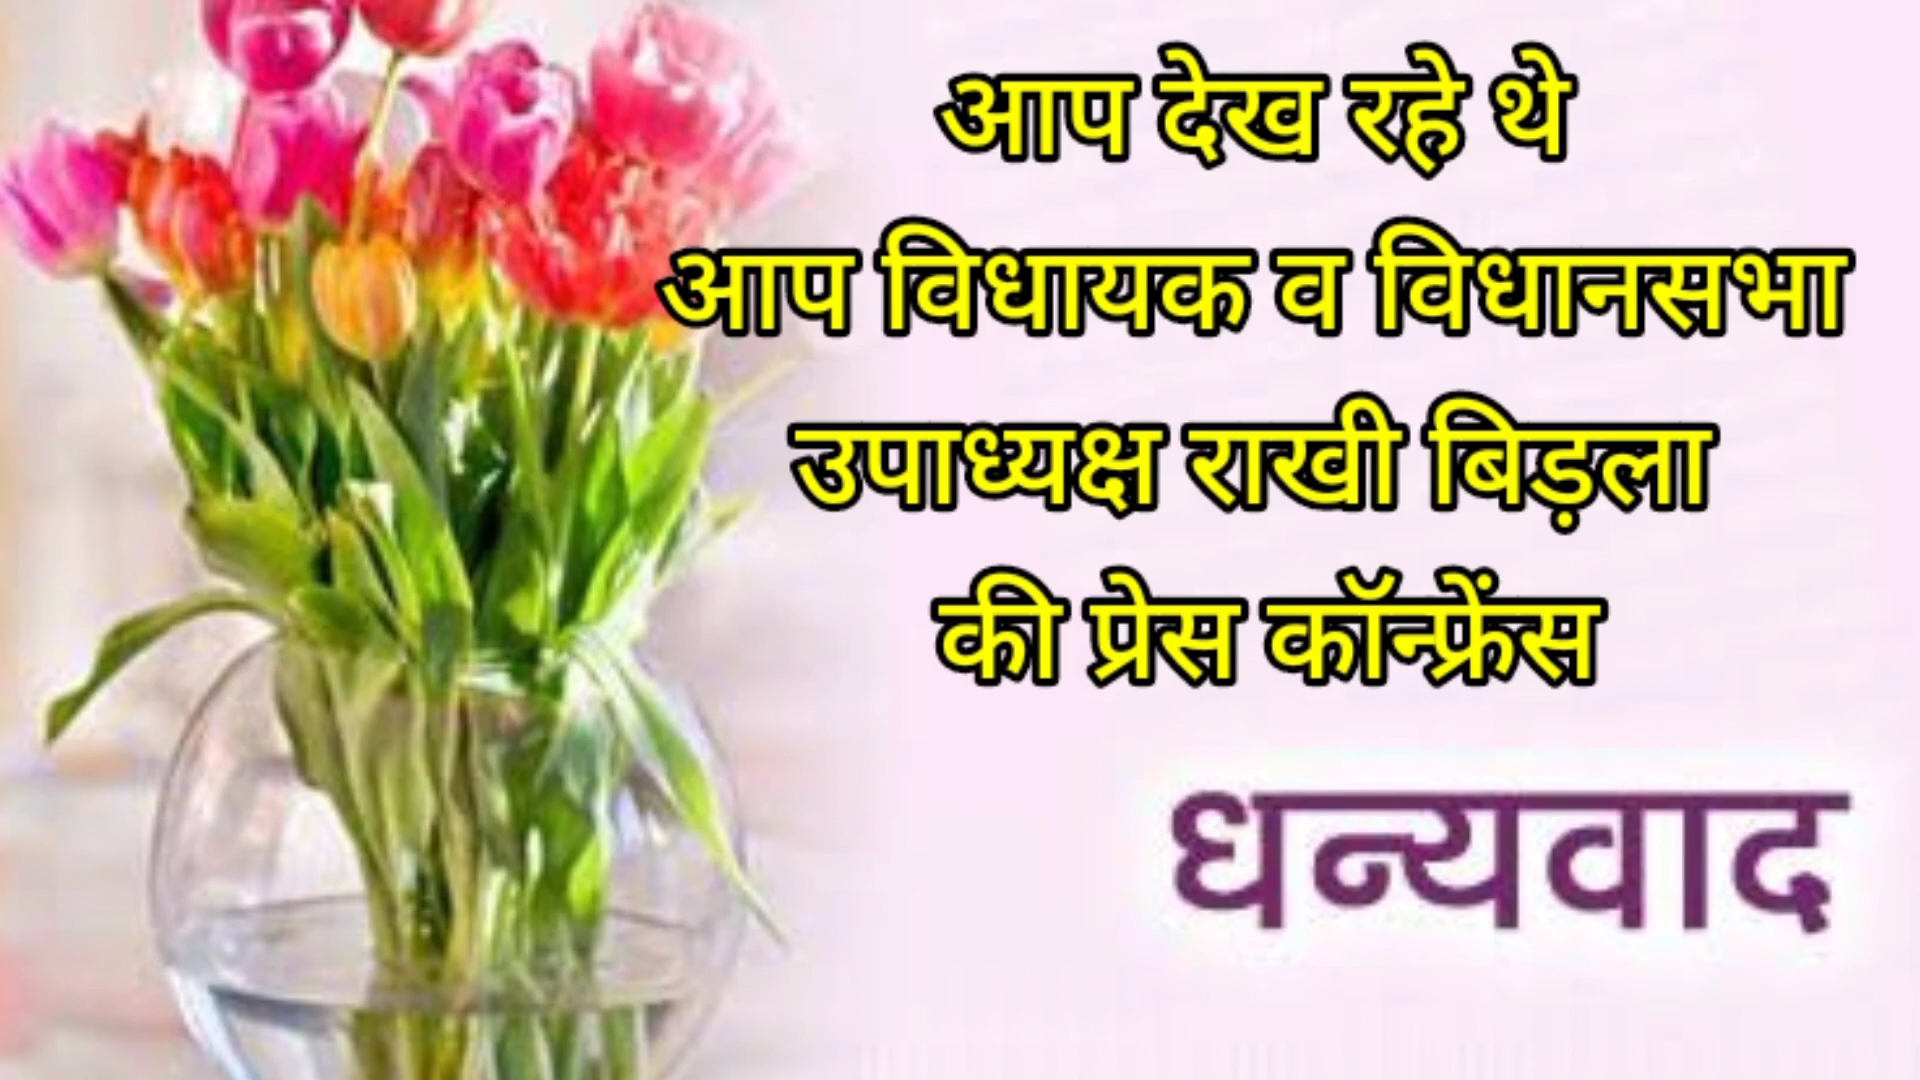 आप देख रहे थे
आप विधायक व विधानसभा
उपाध्यक्ष राखी बिड़ला
की प्रेस कॉन्फ्रेंस
धन्यवाद